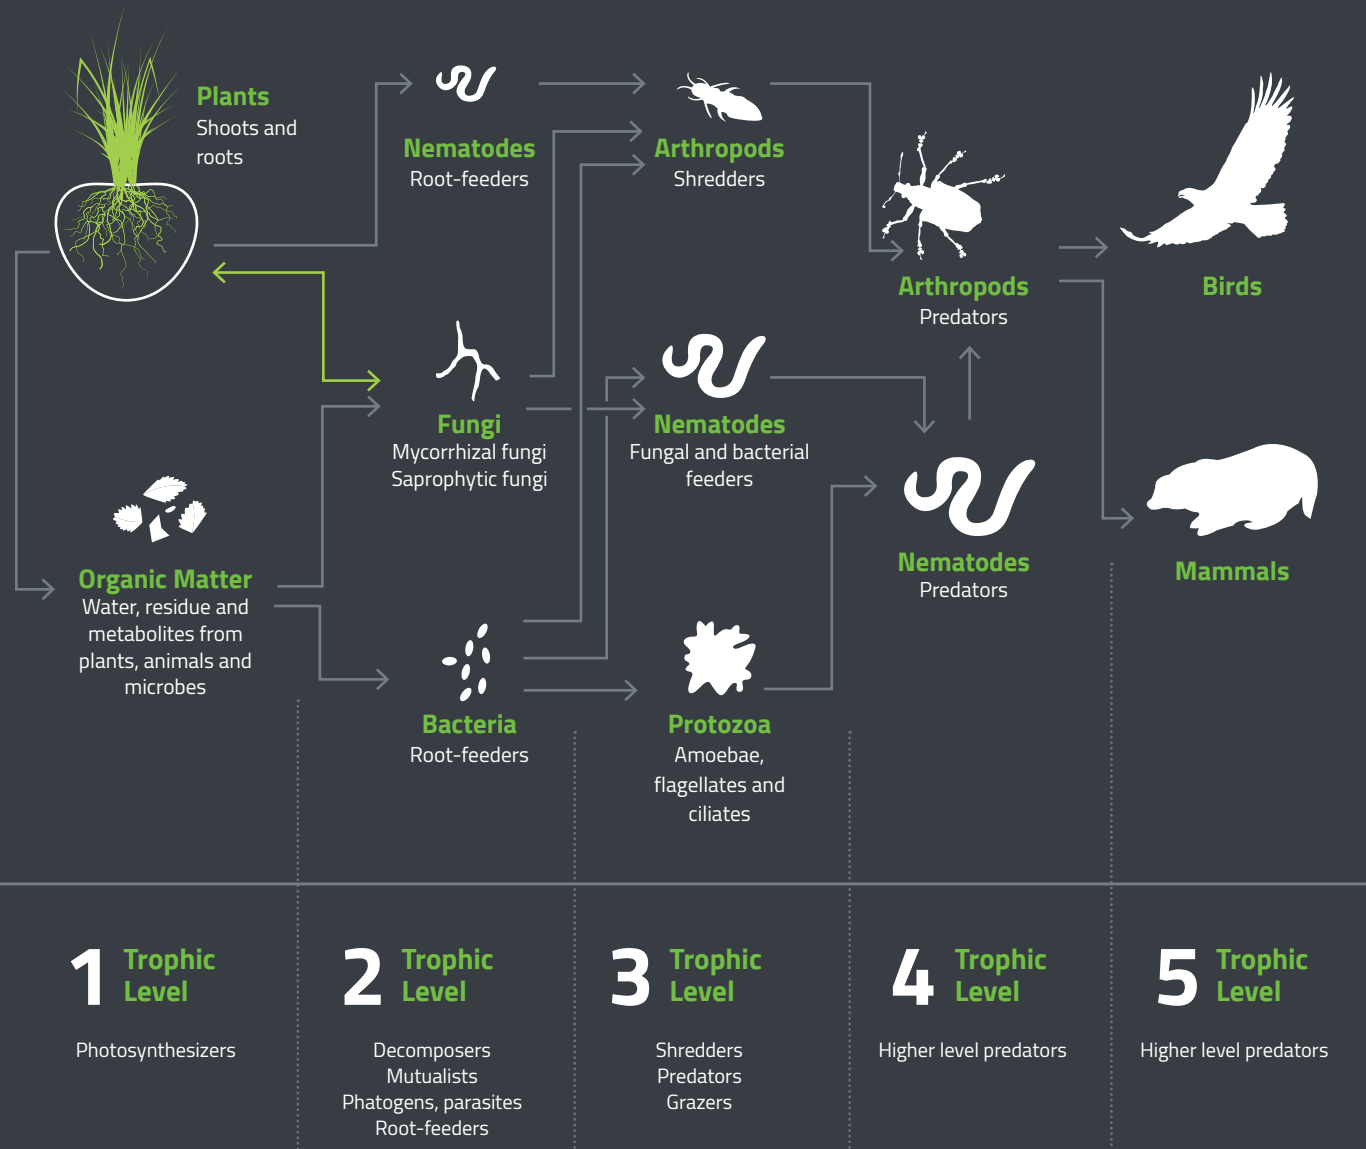 Plants
Shoots and
roots
Nematodes
Root-feeders
Arthropods
Shredders
Arthropods
Predators
Birds
Fungi
Mycorrhizal fungi
Saprophytic fungi
Nematodes
Fungal and bacterial
feeders
Nematodes
Predators
Mammals
Organic Matter
Water, residue and
metabolites from
plants, animals and
microbes
Bacteria
Root-feeders
Protozoa
Amoebae,
flagellates and
ciliates
1 Trophic
Level
Photosynthesizers
2 Trophic
Level
Decomposers
Mutualists
Phatogens, parasites
Root-feeders
3 Trophic
Level
Shredders
Predators
Grazers
4 Trophic
Level
Higher level predators
5 Trophic
Level
Higher level predators